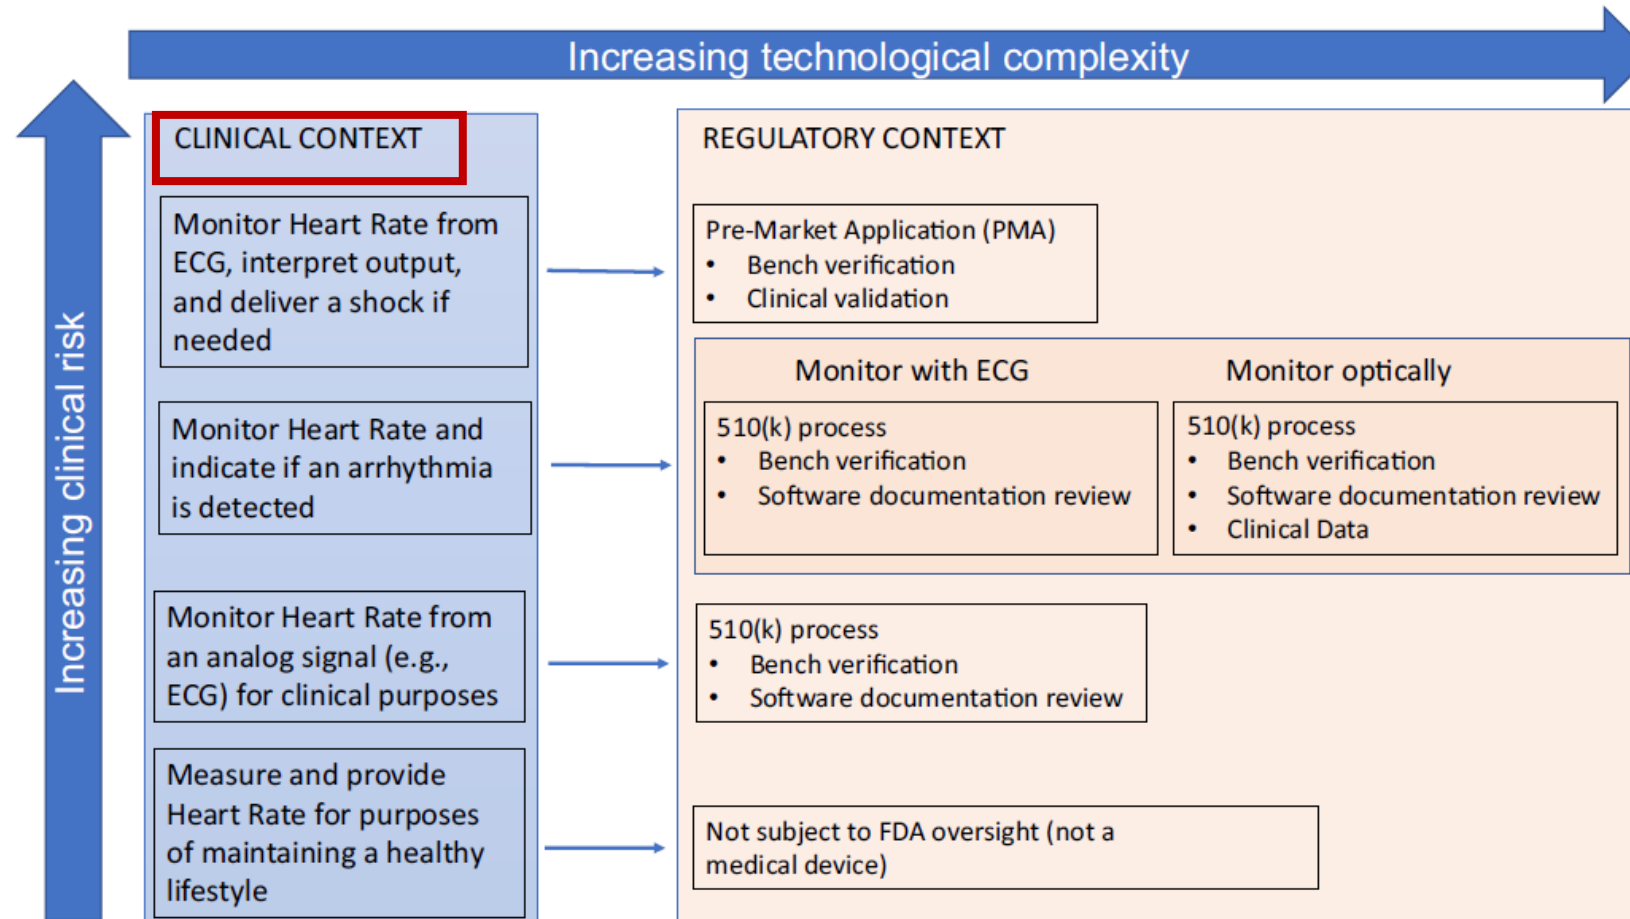 Increasing technological complexity
Increasing clinical risk
CLINICAL CONTEXT
Monitor Heart Rate from
ECG, interpret output,
and deliver a shock if
needed
Monitor Heart Rate and
indicate if an arrhythmia
is detected
Monitor Heart Rate from
an analog signal (e.g.,
ECG) for clinical purposes
Measure and provide
Heart Rate for purposes
of maintaining a healthy
lifestyle
REGULATORY CONTEXT
Pre-Market Application (PMA)
• Bench verification
• Clinical validation
Monitor with ECG
510(k) process
• Bench verification
• Software documentation review
Monitor optically
510(k) process
• Bench verification
• Software documentation review
• Clinical Data
510(k) process
• Bench verification
• Software documentation review
Not subject to FDA oversight (not a
medical device)